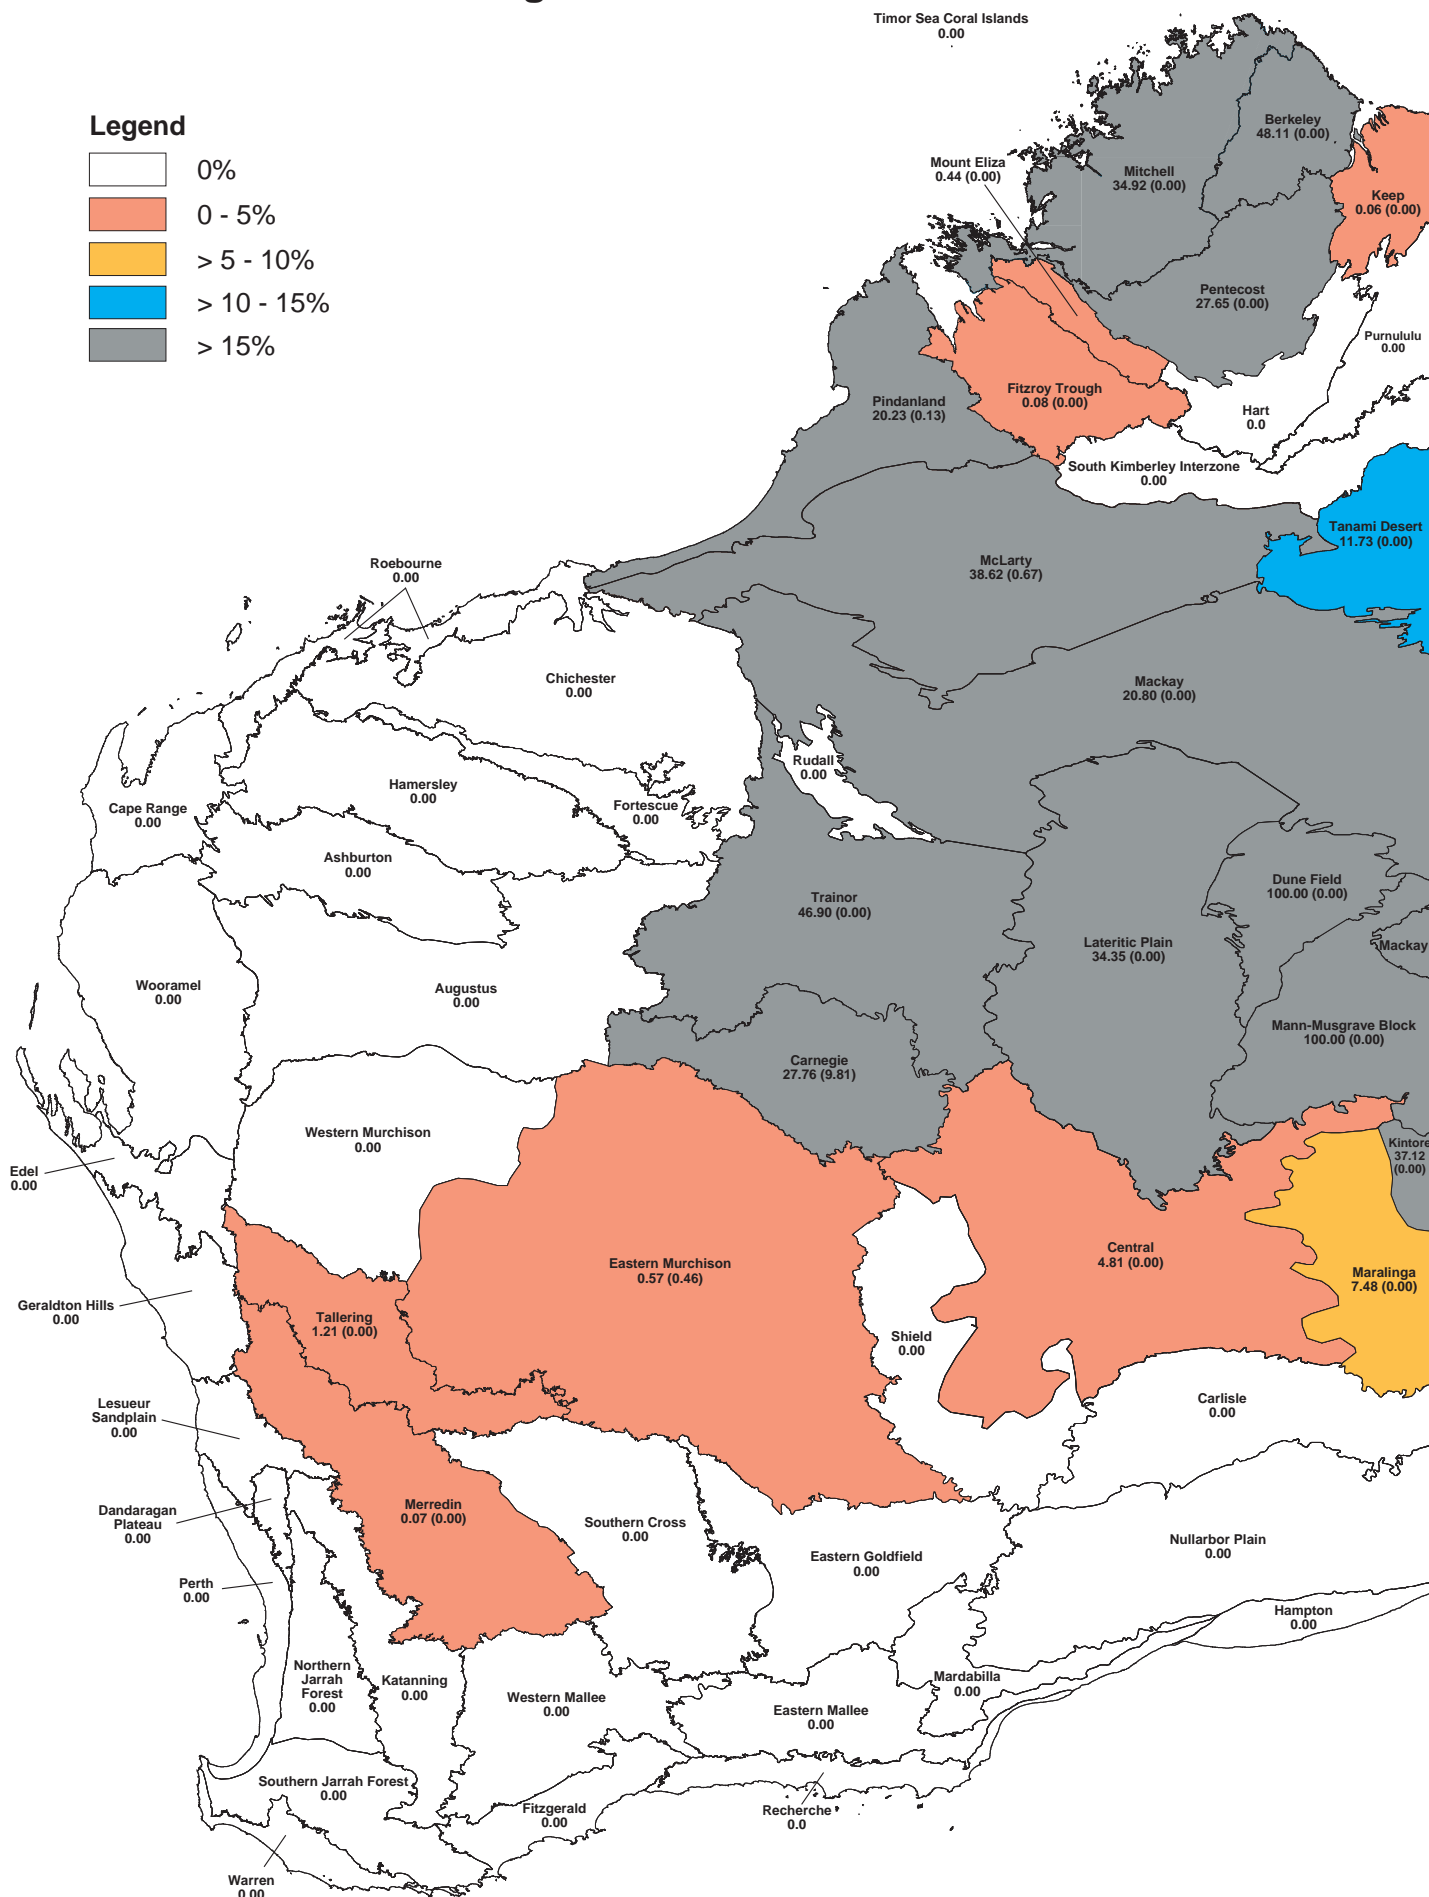 Timor Sea Coral Islands
0.00
Legend
0%
0 - 5%
> 5 - 10%
> 10 - 15%
> 15%
Berkeley
48.11 (0.00)
Mount Eliza
0.44 (0.00)
Mitchell
34.92 (0.00)
Keep
0.06 (0.00)
Pentecost
27.65 (0.00)
Purnululu
0.00
Fitzroy Trough
0.08 (0.00)
Pindanland
20.23 (0.13)
Hart
0.0
South Kimberley Interzone
0.00
Tanami Desert
11.73 (0.00)
McLarty
38.62 (0.67)
Roebourne
0.00
Chichester
0.00
Mackay
20.80 (0.00)
Rudall
0.00
Hamersley
0.00
Cape Range
0.00
Fortescue
0.00
Ashburton
0.00
Dune Field
100.00 (0.00)
Trainor
46.90 (0.00)
Lateritic Plain
34.35 (0.00)
Mackay
Wooramel
0.00
Augustus
0.00
Mann-Musgrave Block
100.00 (0.00)
Carnegie
27.76 (9.81)
Western Murchison
0.00
Kintore
37.12
(0.00)
Edel
0.00
Eastern Murchison
0.57 (0.46)
Central
4.81 (0.00)
Maralinga
7.48 (0.00)
Geraldton Hills
0.00
Tallering
1.21 (0.00)
Shield
0.00
Lesueur
Sandplain
0.00
Carlisle
0.00
Dandaragan
Plateau
0.00
Merredin
0.07 (0.00)
Southern Cross
0.00
Eastern Goldfield
0.00
Nullarbor Plain
0.00
Perth
0.00
Hampton
0.00
Northern
Jarrah
Forest
0.00
Katanning
0.00
Western Mallee
0.00
Mardabilla
0.00
Eastern Mallee
0.00
Southern Jarrah Forest
0.00
Fitzgerald
0.00
Recherche
0.0
Warren
0.00